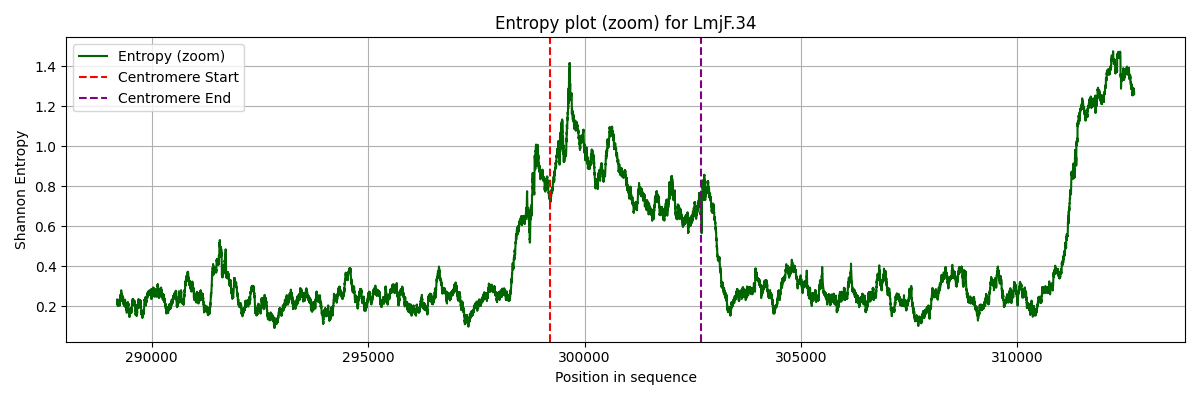 Entropy plot (zoom) for LmjF.34
Entropy (zoom)
Centromere Start
Centromere End
Shannon Entropy
1.4
1.2
1.0
0.8
0.6
0.4
0.2
290000 295000 300000 305000 310000
Position in sequence